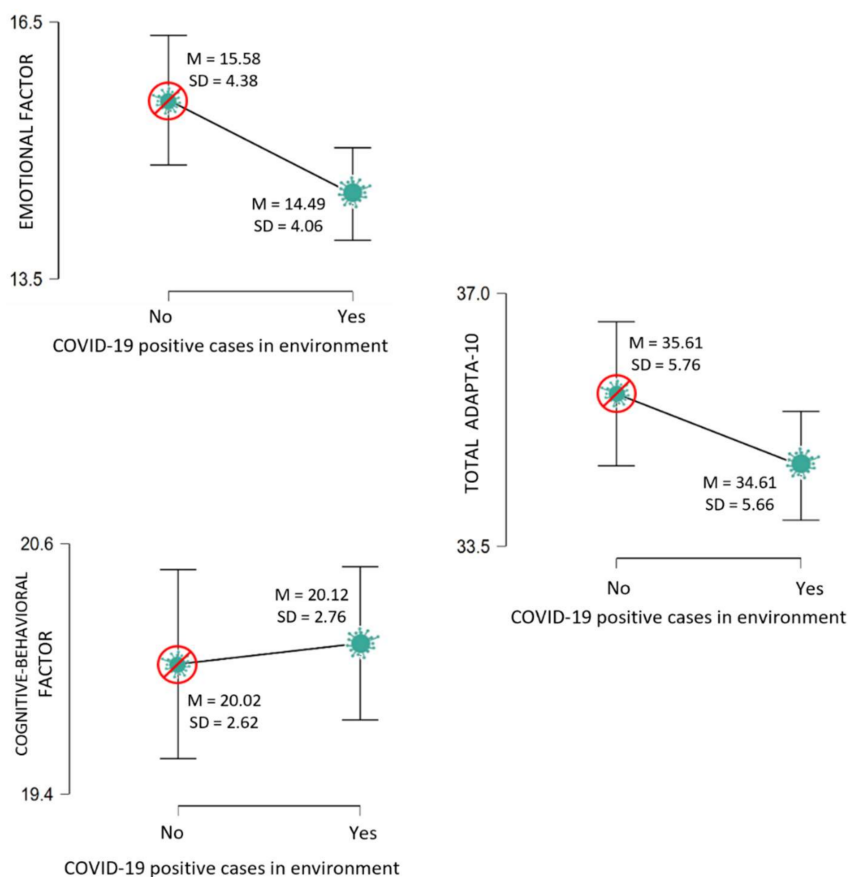 16.5
EMOTIONAL FACTOR
M = 15.58
SD = 4.38
M = 14.49
SD = 4.06
13.5
No Yes
COVID-19 positive cases in environment
37.0
TOTAL ADAPTA-10
M = 35.61
SD = 5.76
M = 34.61
SD = 5.66
33.5
No Yes
COVID-19 positive cases in environment
20.6
COGNITIVE-BEHAVIORAL
FACTOR
M = 20.12
SD = 2.76
M = 20.02
SD = 2.62
19.4
No Yes
COVID-19 positive cases in environment